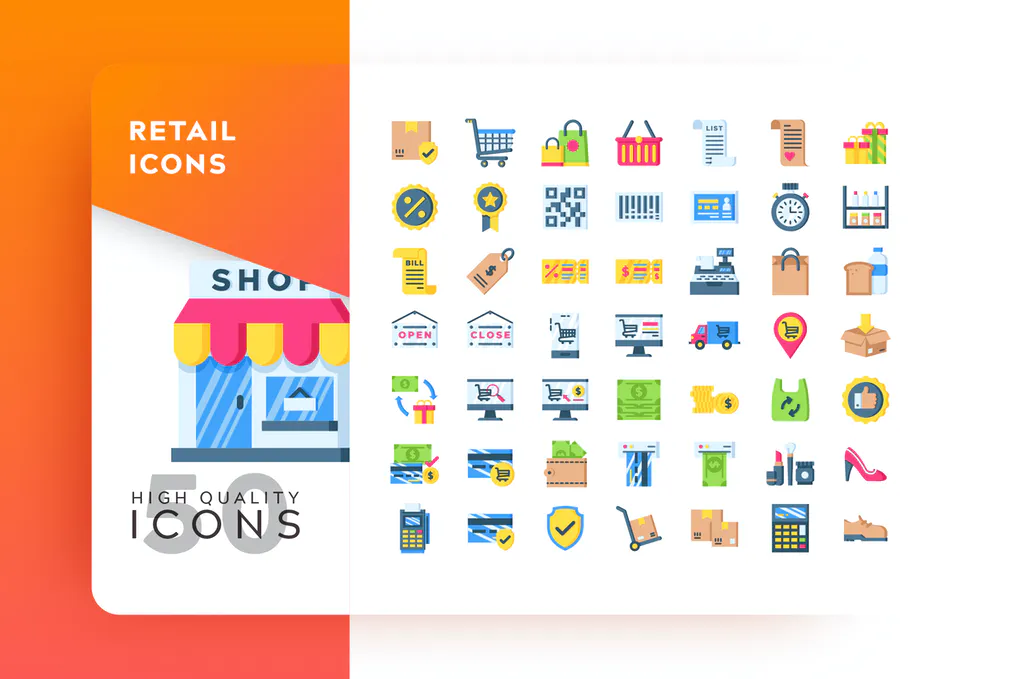 RETAIL
ICONS
SHOP
50
HIGH QUALITY
ICONS
LIST
BILL
OPEN
CLOSE